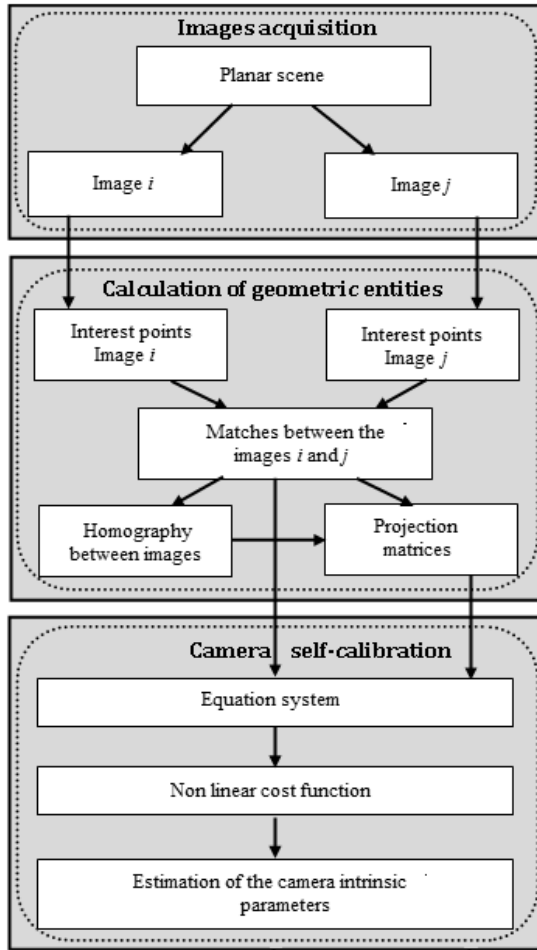 Images acquisition
Planar scene
Image i
Image j
Calculation of geometric entities
Interest points
Image i
Interest points
Image j
Matches between the
images i and j
Homography
between images
Projection
matrices
Camera self-calibration
Equation system
Non linear cost function
Estimation of the camera intrinsic
parameters